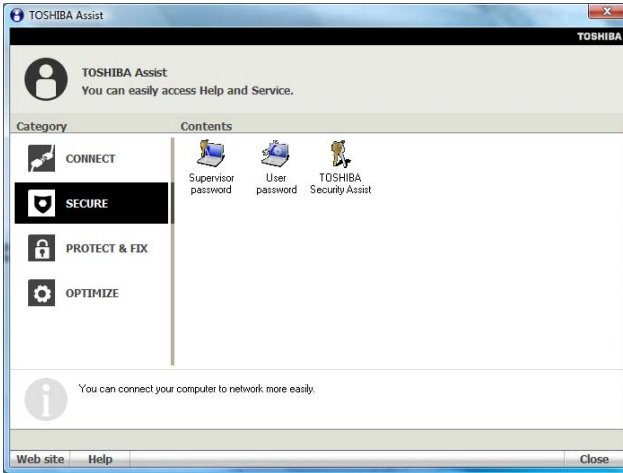 TOSHIBA Assist
TOSHIBA
TOSHIBA Assist
You can easily access Help and Service.
Category
Contents
CONNECT
SECURE
PROTECT & FIX
OPTIMIZE
Supervisor password
User password
TOSHIBA Security Assist
You can connect your computer to network more easily.
Web site
Help
Close